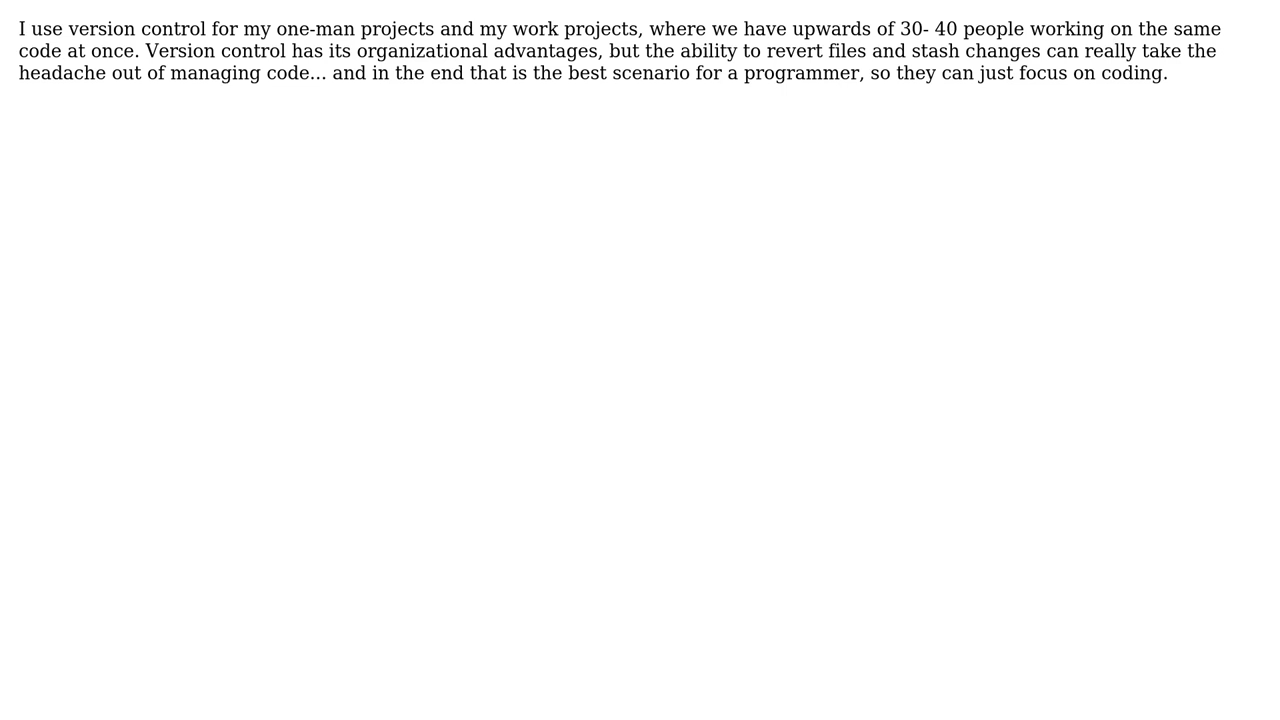 I use version control for my one-man projects and my work projects, where we have upwards of 30- 40 people working on the same
code at once. Version control has its organizational advantages, but the ability to revert files and stash changes can really take the
headache out of managing code... and in the end that is the best scenario for a programmer, so they can just focus on coding.